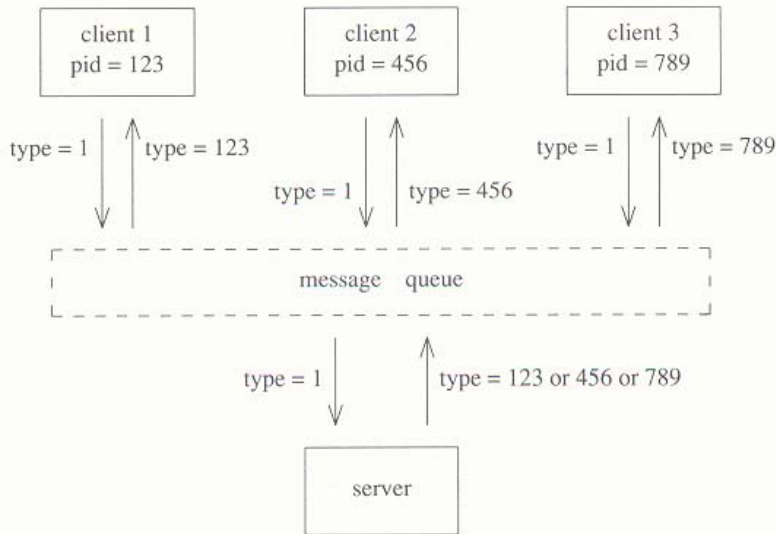 client 1
pid = 123
client 2
pid = 456
client 3
pid = 789
type = 1
type = 123
type = 1
type = 456
type = 1
type = 789
message queue
type = 1
type = 123 or 456 or 789
server